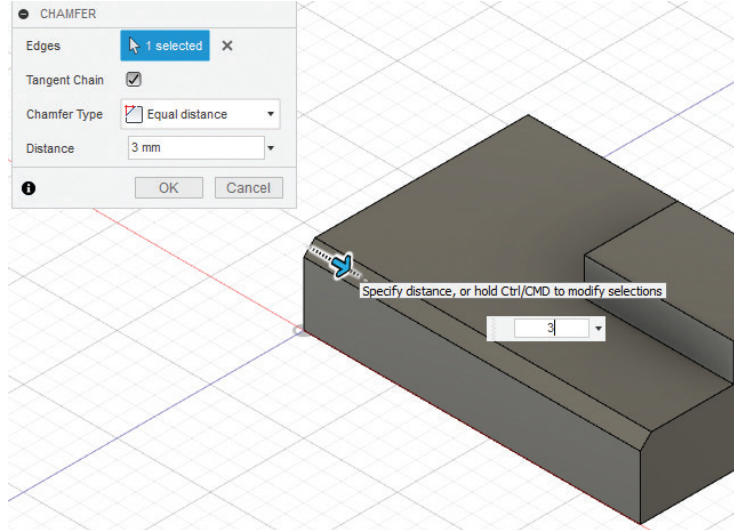 CHAMFER
Edges
1 selected
Tangent Chain
Chamfer Type
Equal distance
Distance
3 mm
OK
Cancel
Specify distance, or hold Ctrl/CMD to modify selections
3